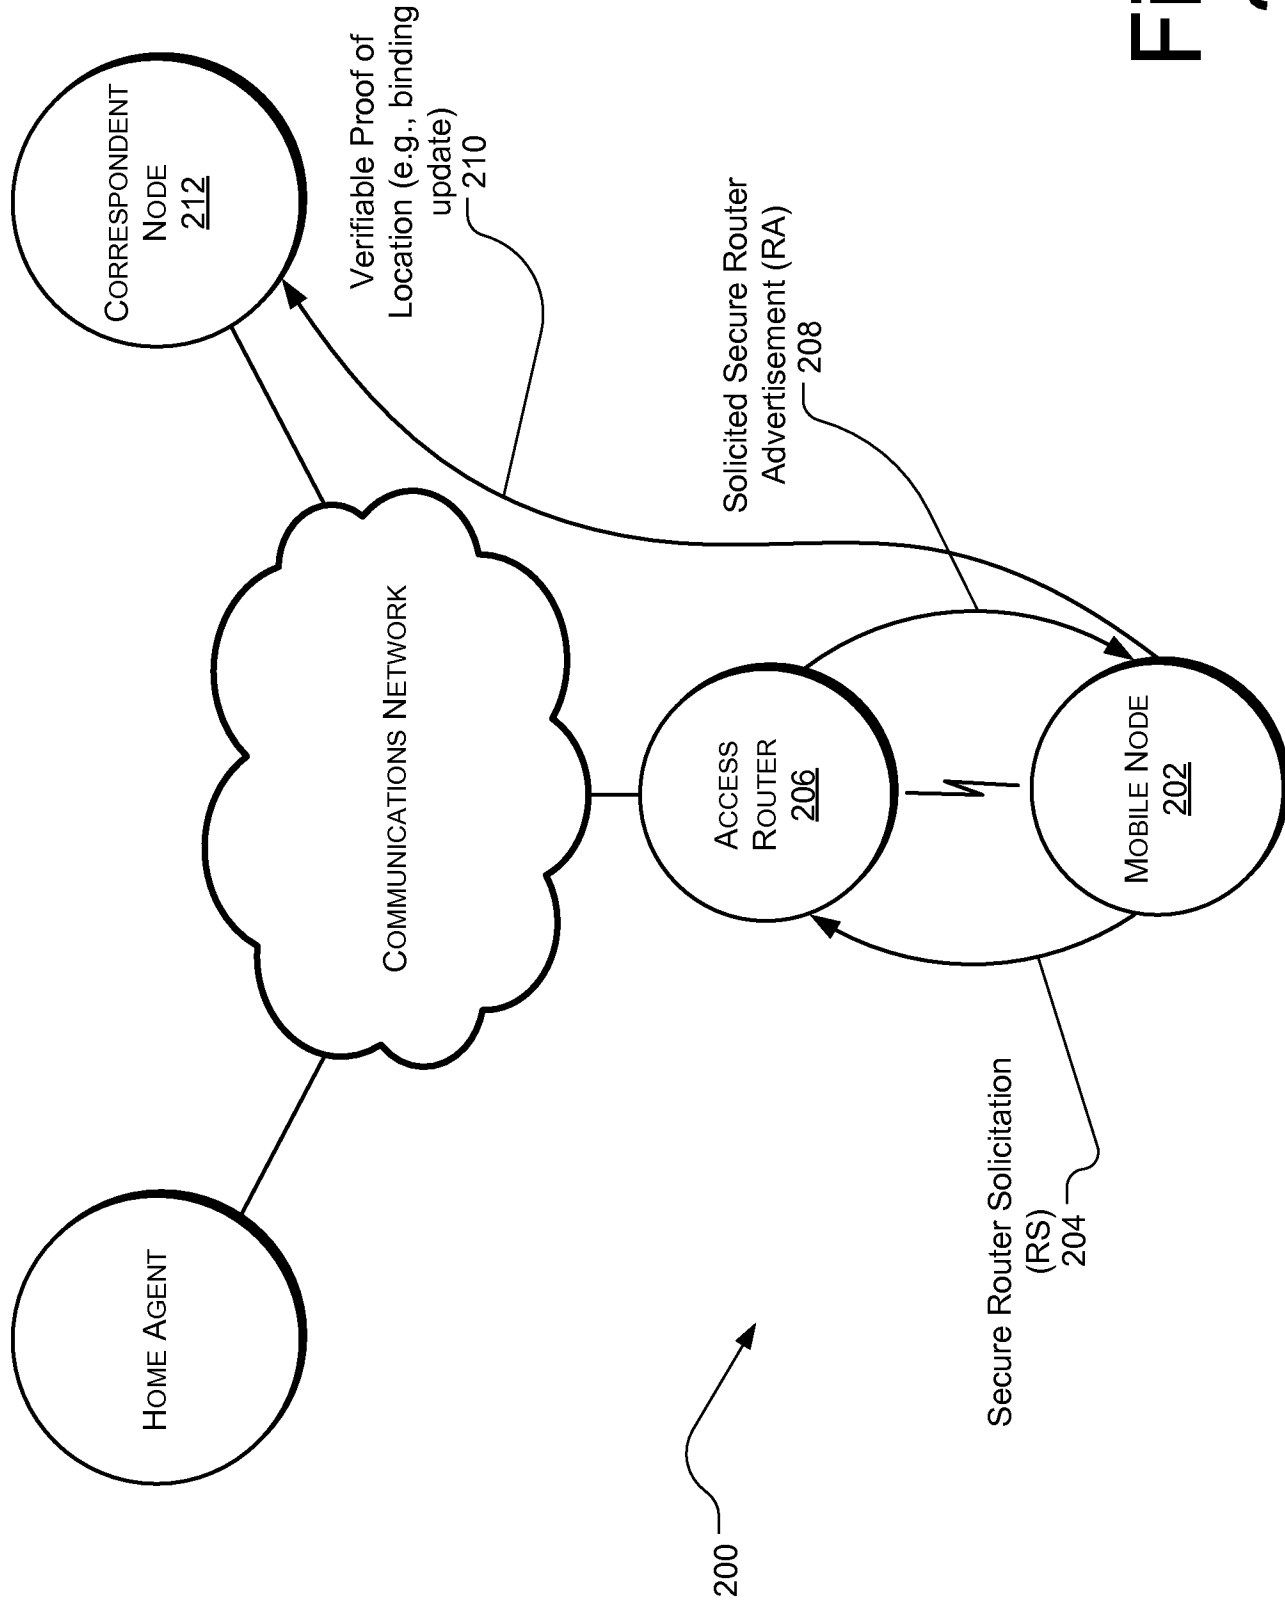 HOME AGENT
CORRESPONDENT
NODE
212
Verifiable Proof of
Location (e.g., binding
update)
210
COMMUNICATIONS NETWORK
Solicited Secure Router
Advertisement (RA)
208
ACCESS
ROUTER
206
200
Secure Router Solicitation
(RS)
204
MOBILE NODE
202